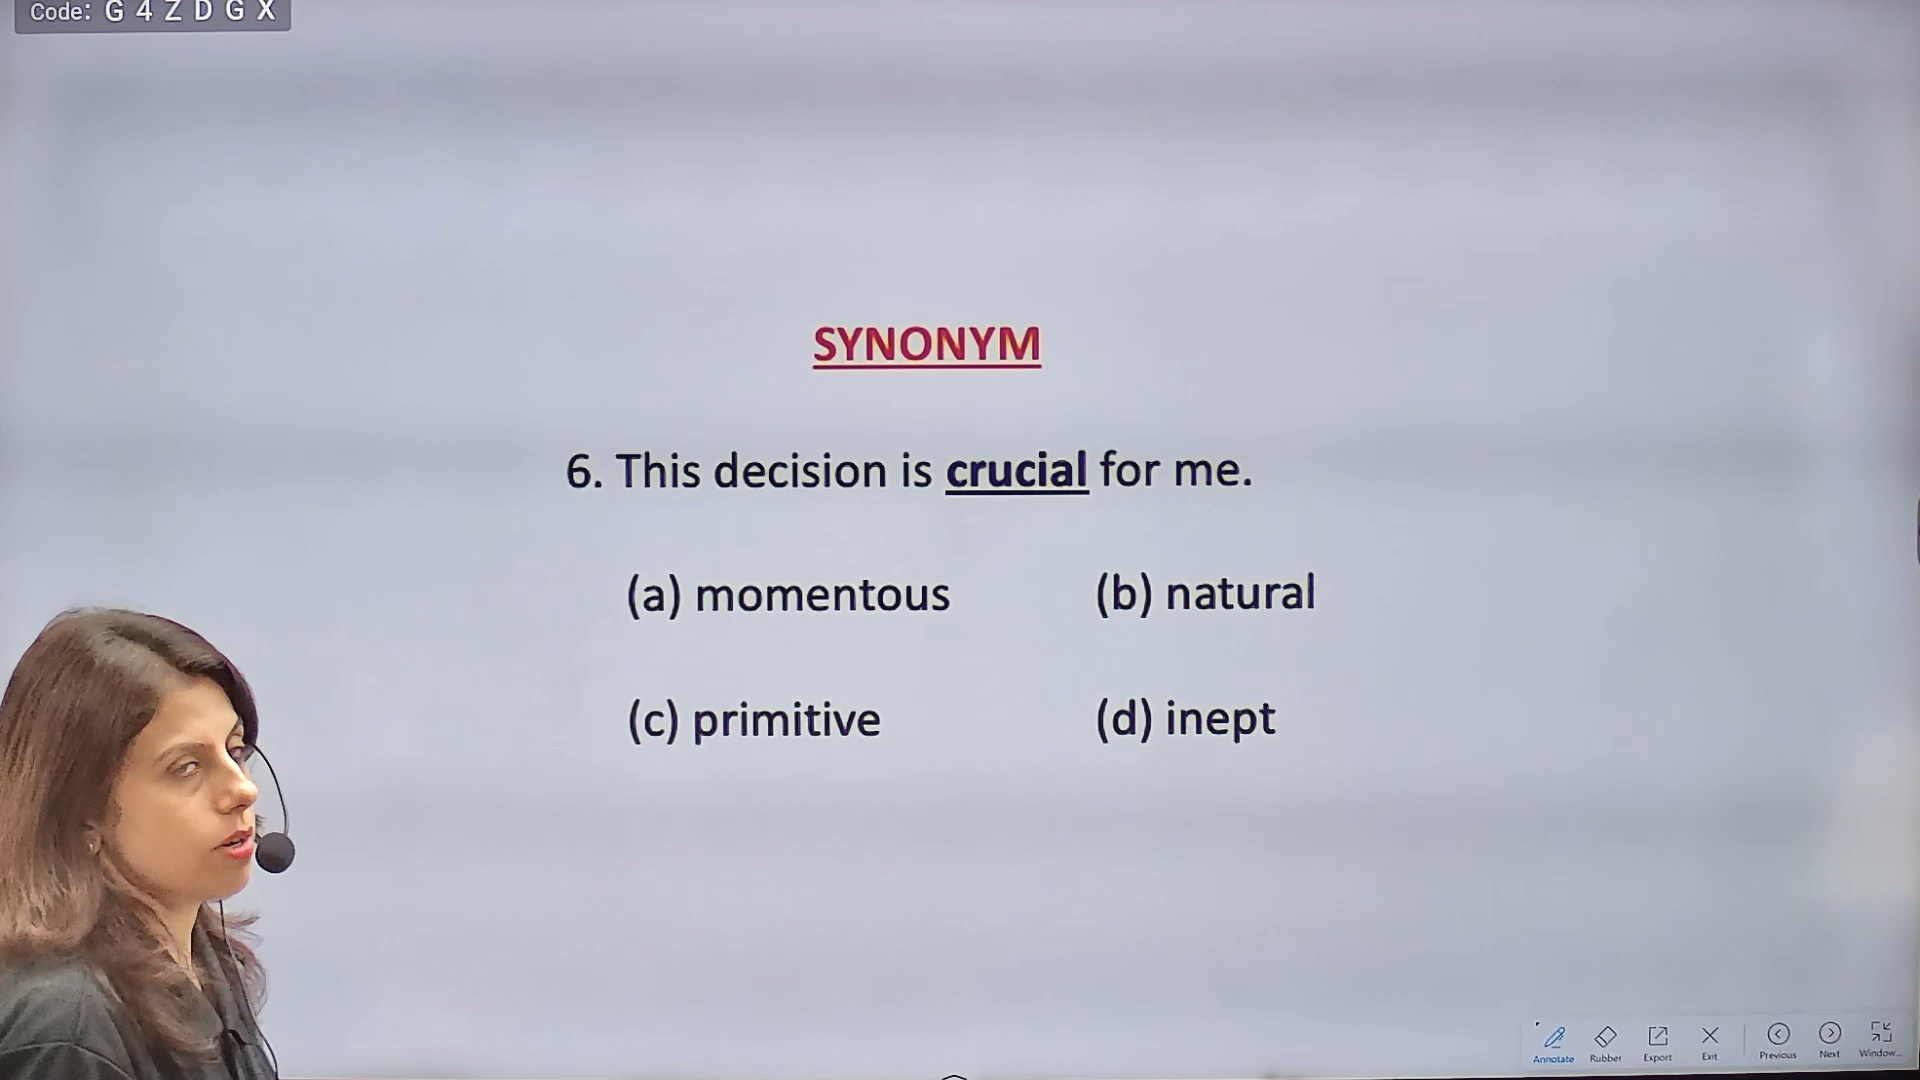 Code: G 4 Z D G X
SYNONYM
6. This decision is crucial for me.
(a) momentous (b) natural
(c) primitive (d) inept
Annotate Rubber Export Exit Previous Next Window...